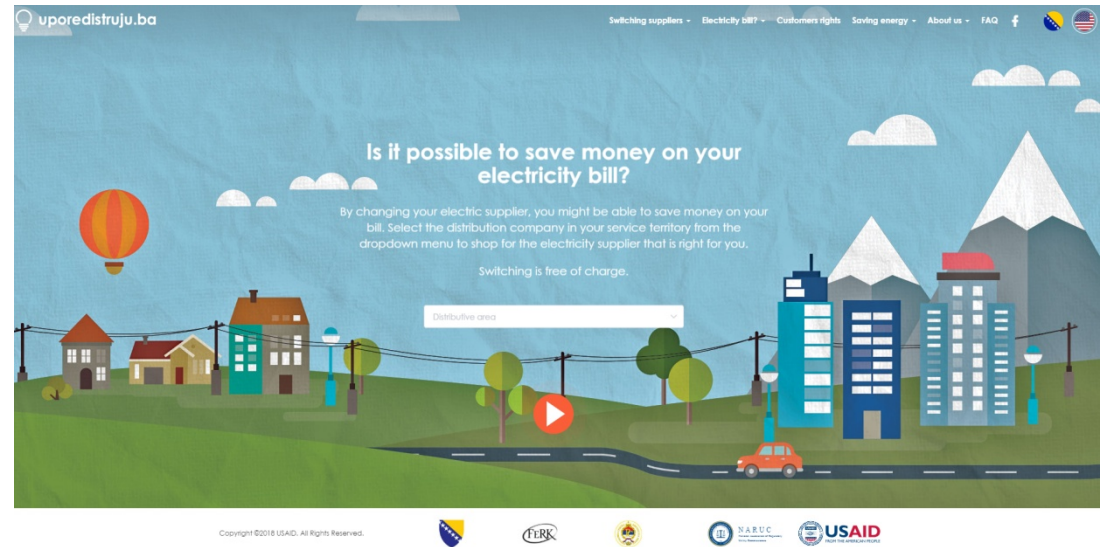 uporedistruju.ba
Switching suppliers
Electricity bill?
Customers rights
Saving energy
About us
FAQ
f
Is it possible to save money on your
electricity bill?
By changing your electric supplier, you might be able to save money on your
bill. Select the distribution company in your service territory from the
dropdown menu to shop for the electricity supplier that is right for you.
Switching is free of charge.
Distributive area
Copyright ©2018 USAID. All Rights Reserved.
FERK
NARUC
USAID
FROM THE AMERICAN PEOPLE